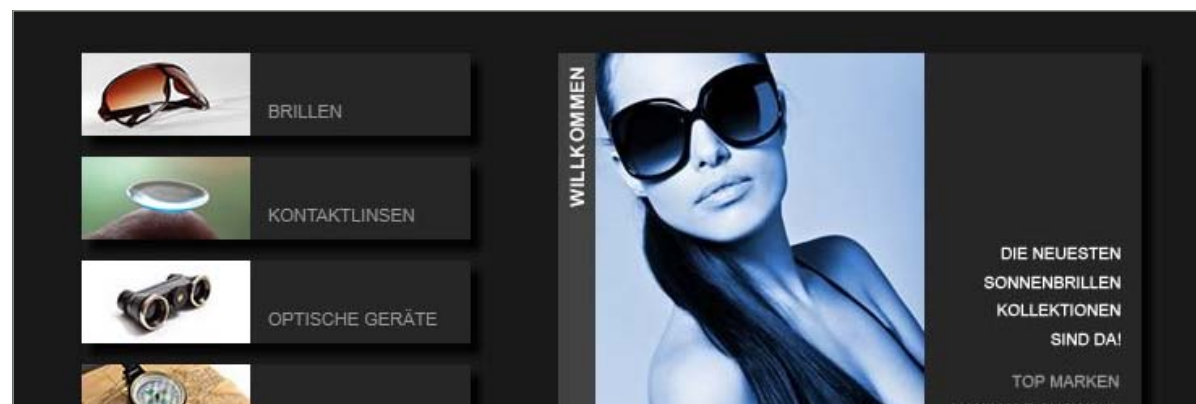 BRILLEN
KONTAKTLINSEN
OPTISCHE GERÄTE
WILLKOMMEN
DIE NEUESTEN
SONNENBRILLEN
KOLLEKTIONEN
SIND DA!
TOP MARKEN